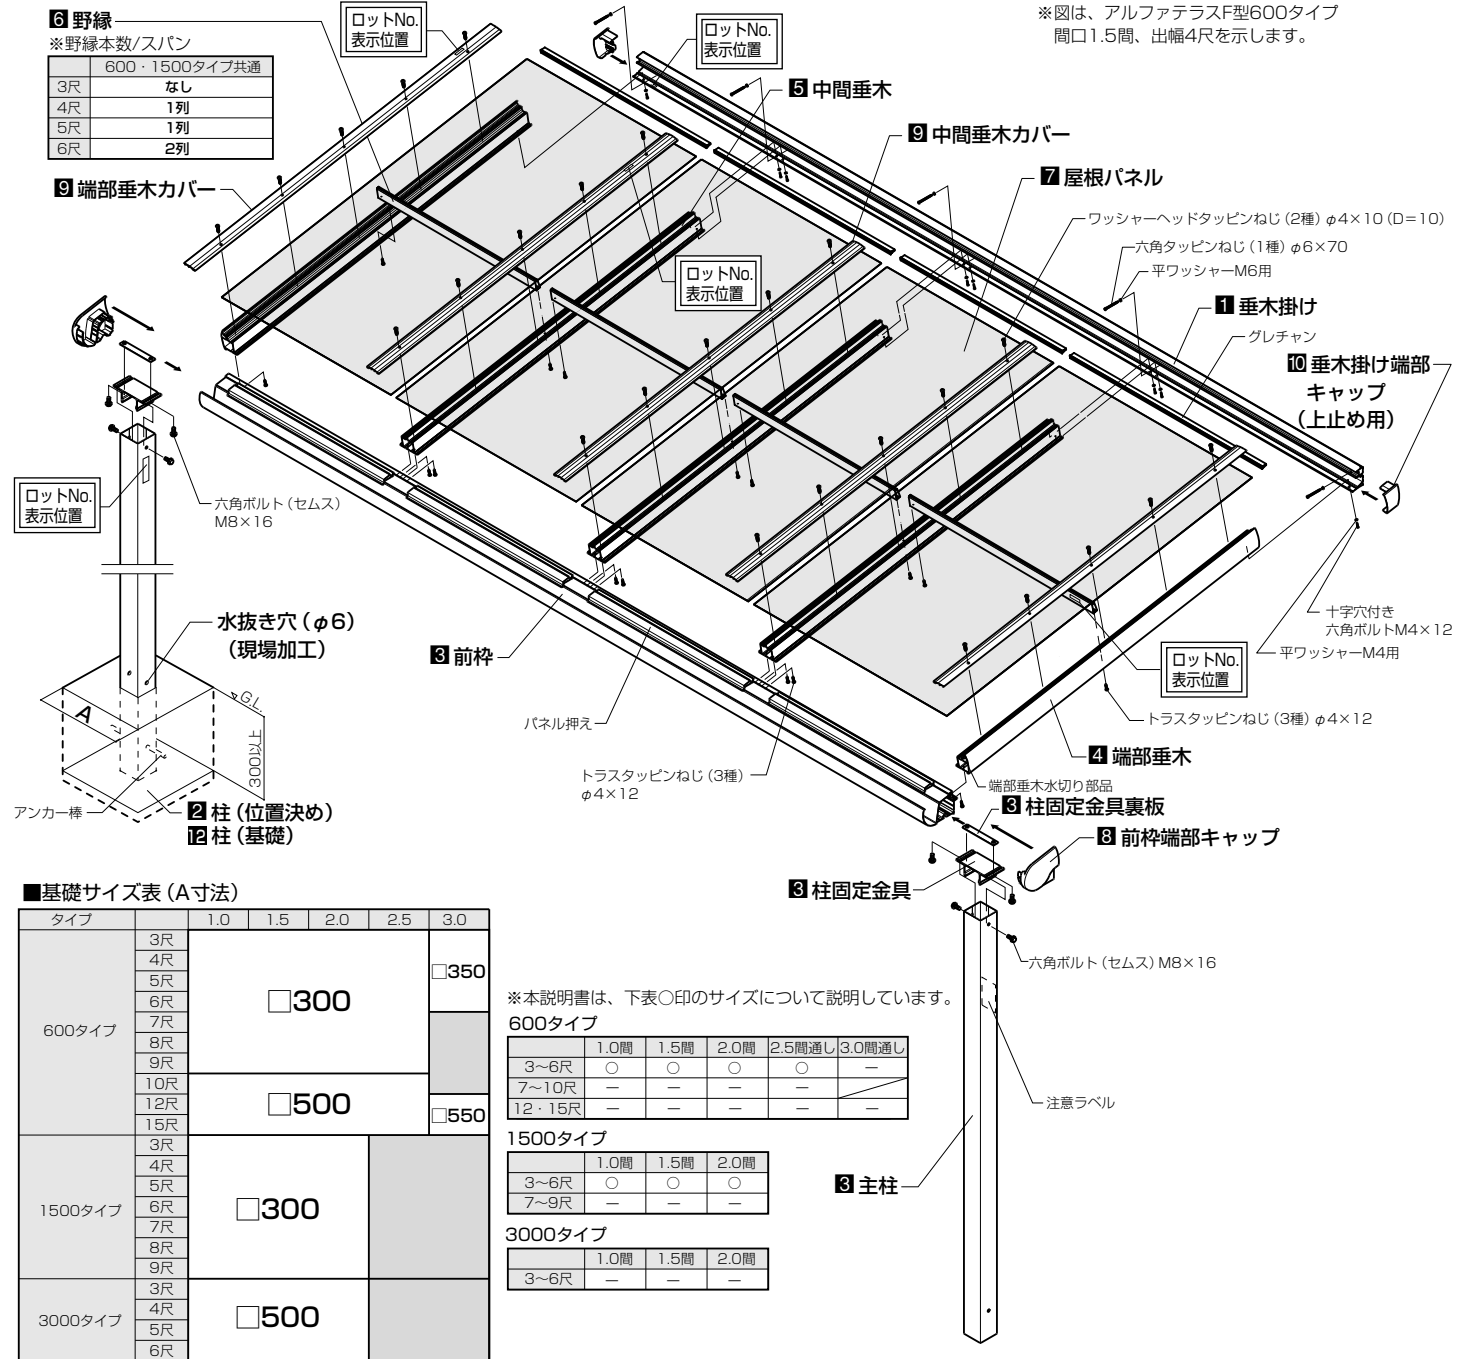 6 野縁
※野縁本数/スパン
600・1500タイプ共通
3尺 なし
4尺 1列
5尺 1列
6尺 2列
ロットNo.
表示位置
ロットNo.
表示位置
※図は、アルファテラスF型600タイプ
間口1.5間、出幅4尺を示します。
5 中間垂木
9 中間垂木カバー
7 屋根パネル
9 端部垂木カバー
ワッシャーヘッドタッピンねじ(2種)φ4×10(D=10)
六角タッピンねじ(1種)φ6×70
平ワッシャーM6用
ロットNo.
表示位置
1 垂木掛け
グレチャン
10 垂木掛け端部
キャップ
(上止め用)
ロットNo.
表示位置
六角ボルト(セムス)
M8×16
水抜き穴(φ6)
(現場加工)
3 前枠
十字穴付き
六角ボルトM4×12
平ワッシャーM4用
ロットNo.
表示位置
G.L.
A
300以上
パネル押え
トラスタッピンねじ(3種)φ4×12
4 端部垂木
トラスタッピンねじ(3種)
φ4×12
端部垂木水切り部品
アンカー棒
2 柱(位置決め)
12 柱(基礎)
3 柱固定金具裏板
8 前枠端部キャップ
3 柱固定金具
六角ボルト(セムス)M8×16
注意ラベル
3 主柱
■基礎サイズ表(A寸法)
タイプ 1.0 1.5 2.0 2.5 3.0
600タイプ
3尺
4尺
5尺
6尺
7尺
8尺
9尺
10尺
12尺
15尺
□300
□350
□500
□550
1500タイプ
3尺
4尺
5尺
6尺
7尺
8尺
9尺
□300
3000タイプ
3尺
4尺
5尺
6尺
□500
※本説明書は、下表○印のサイズについて説明しています。
600タイプ
1.0間 1.5間 2.0間 2.5間通し 3.0間通し
3〜6尺 ○ ○ ○ ○ −
7〜10尺 − − − −
12・15尺 − − − − −
1500タイプ
1.0間 1.5間 2.0間
3〜6尺 ○ ○ ○
7〜9尺 − − −
3000タイプ
1.0間 1.5間 2.0間
3〜6尺 − − −